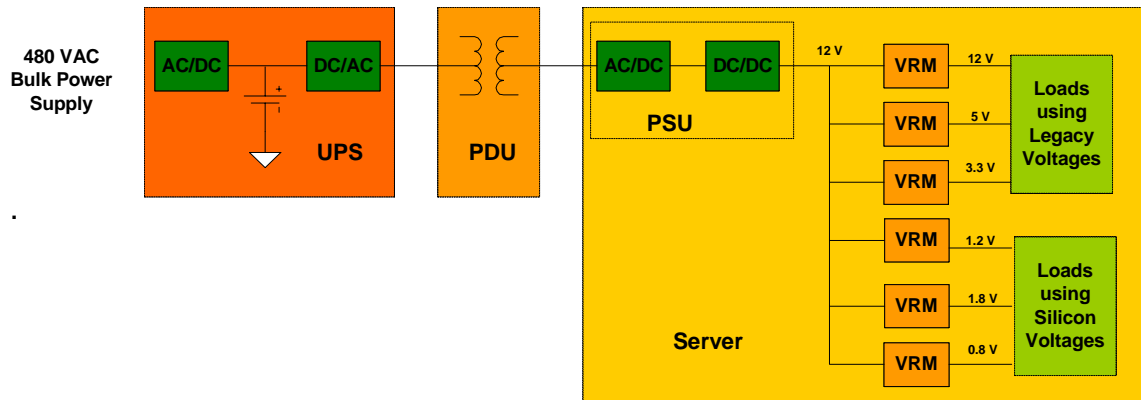 480 VAC
Bulk Power
Supply
.
AC/DC
DC/AC
+
UPS
PDU
AC/DC
DC/DC
PSU
Server
12 V
VRM
12 V
VRM
5 V
VRM
3.3 V
Loads
using
Legacy
Voltages
VRM
1.2 V
VRM
1.8 V
VRM
0.8 V
Loads
using
Silicon
Voltages